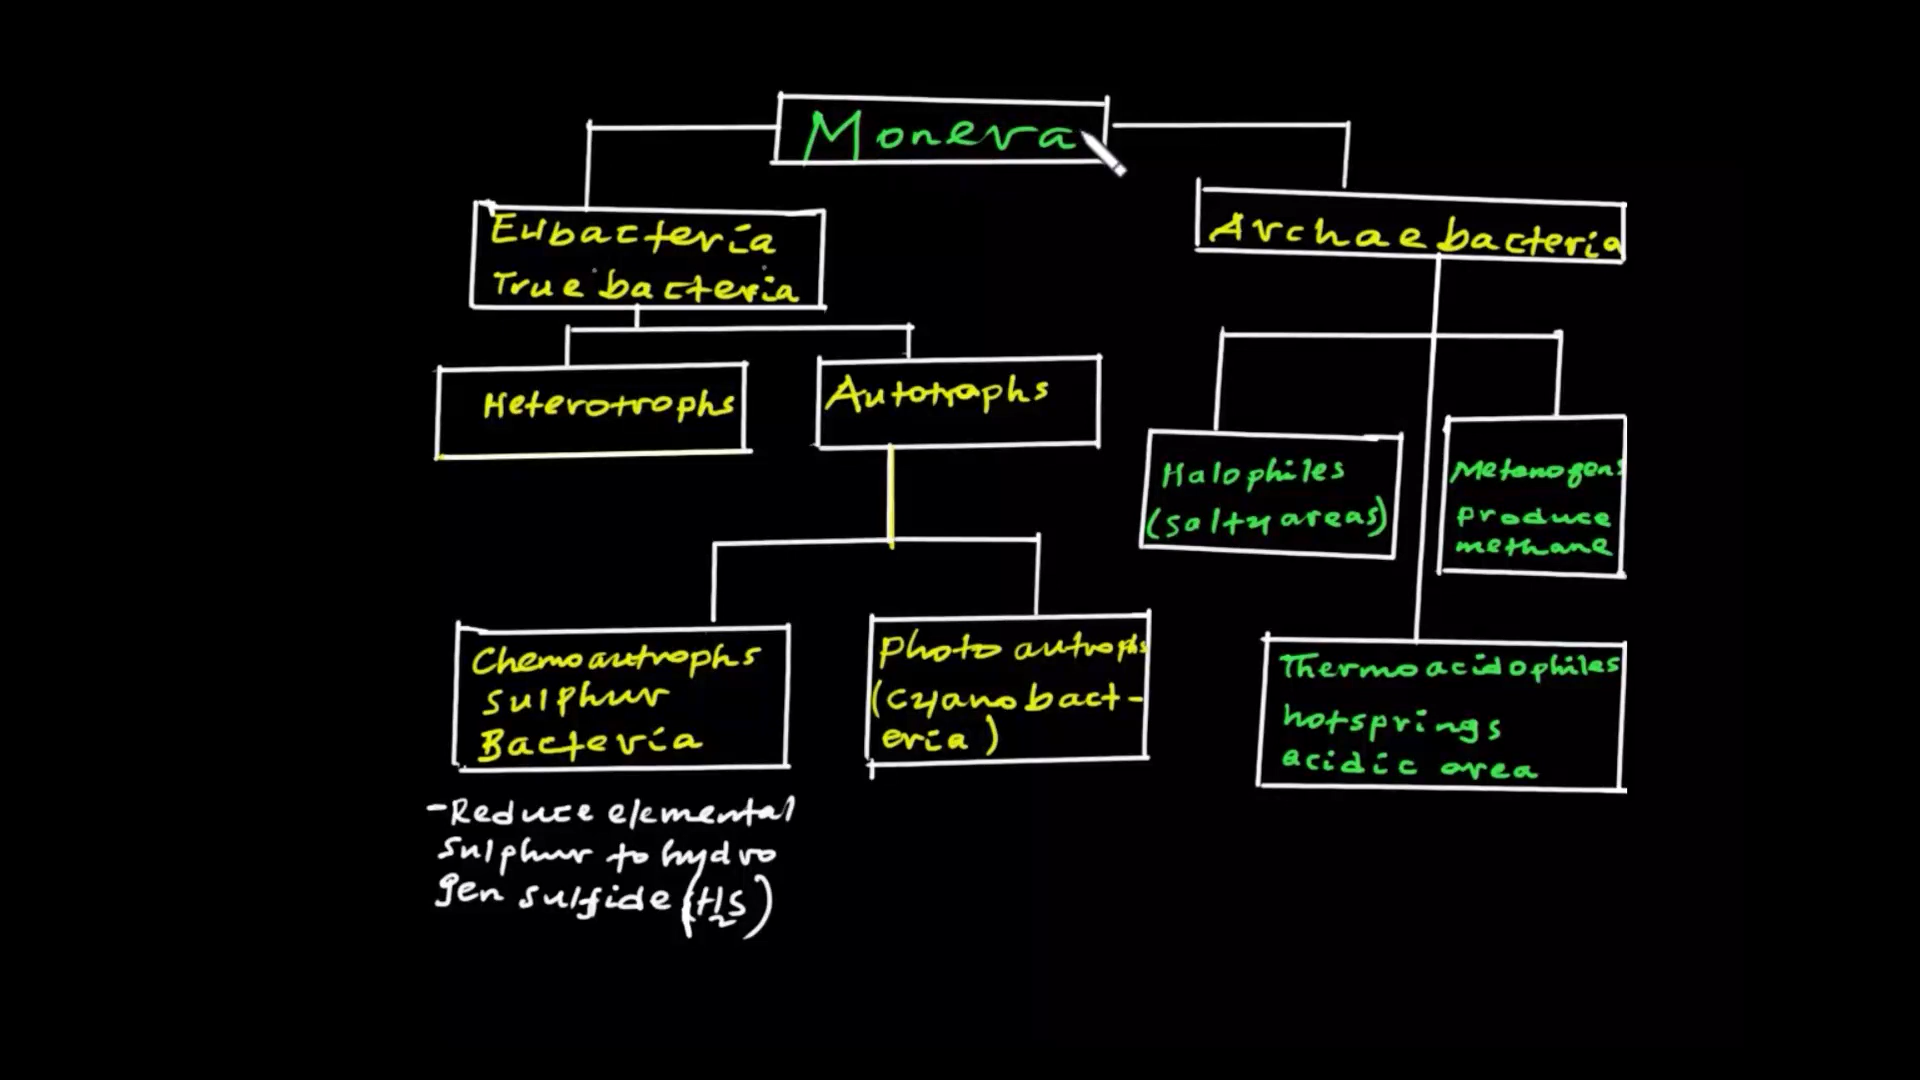 Monera
Eubacteria
True bacteria
Archaebacteria
Heterotrophs
Autotrophs
Halophiles
(salty areas)
Metanogens
produce
methane
Chemoautrophs
sulphur
Bacteria
Photo autrophs
(cyanobact-
eria)
Thermoacidophiles
hotsprings
acidic area
-Reduce elemental
sulphur to hydro
gen sulfide (H2S)